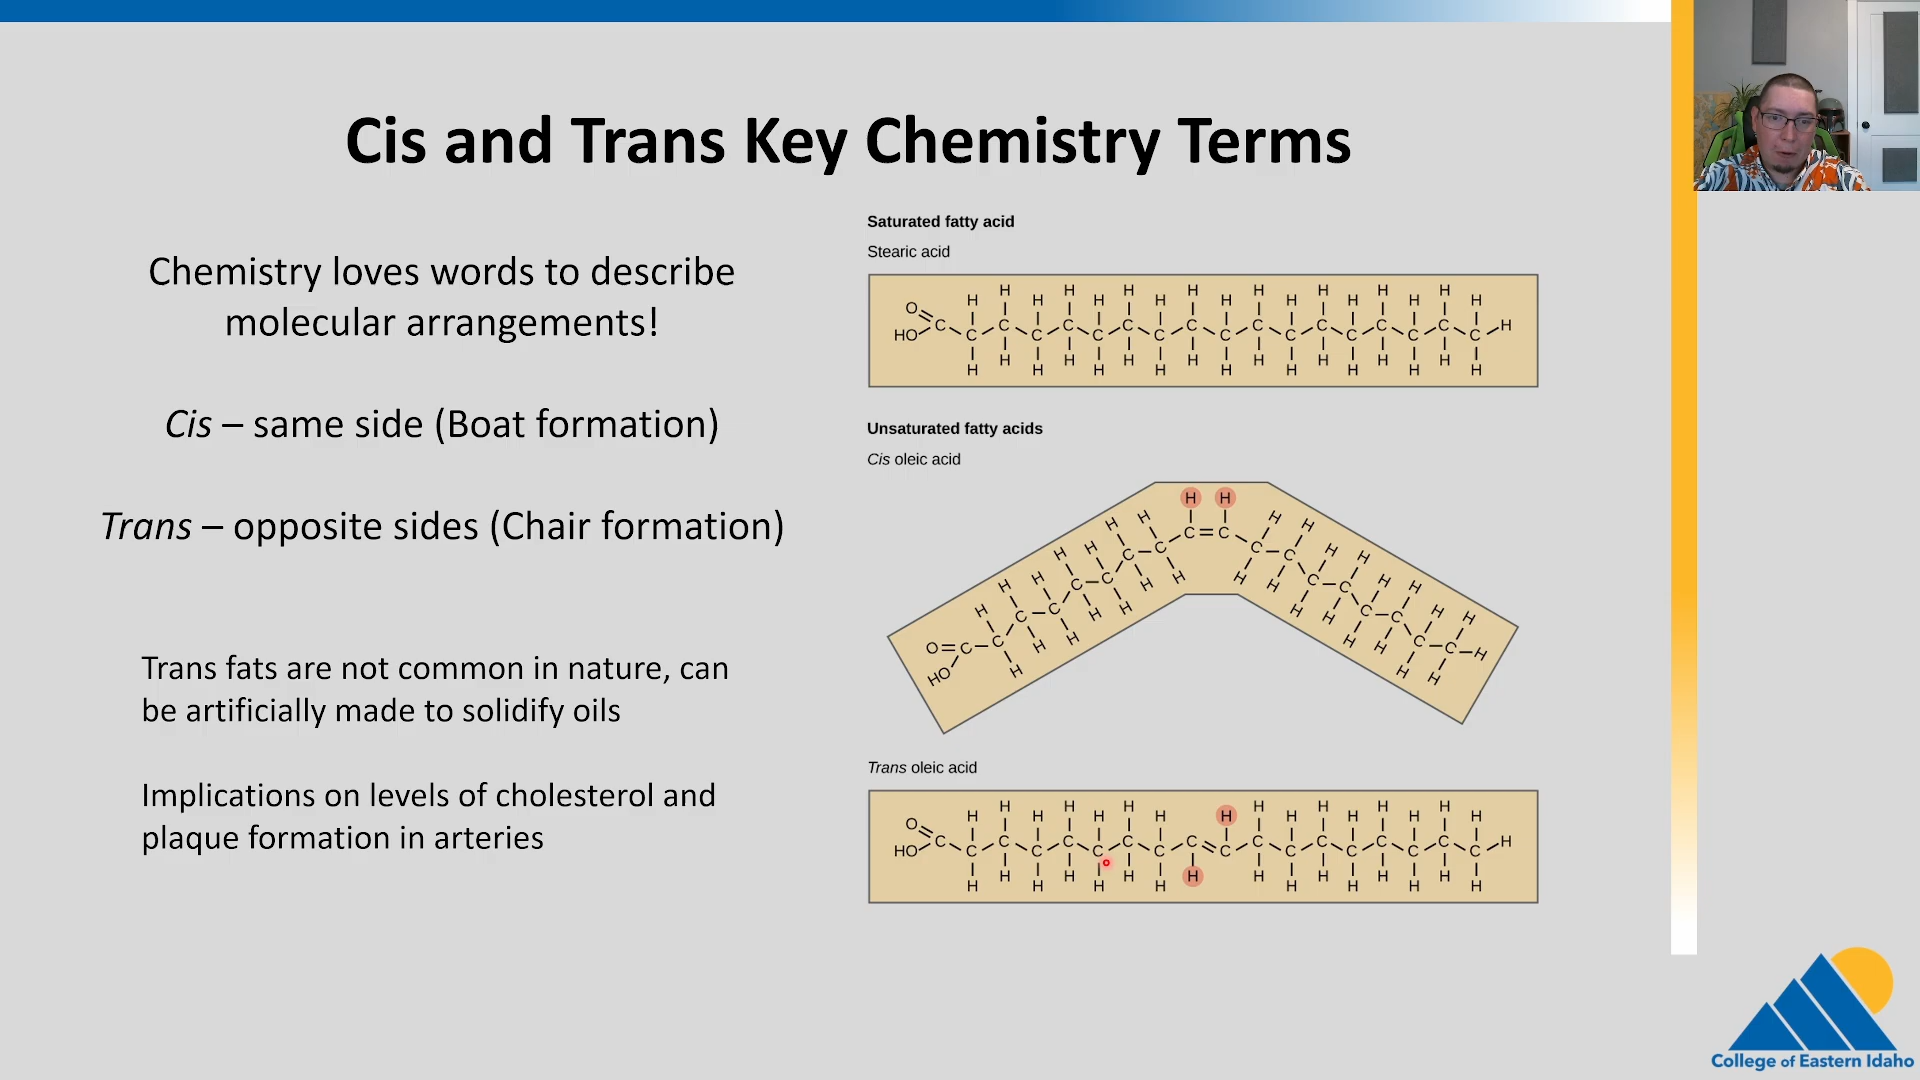 Cis and Trans Key Chemistry Terms
Chemistry loves words to describe
molecular arrangements!
Cis – same side (Boat formation)
Trans – opposite sides (Chair formation)
Trans fats are not common in nature, can
be artificially made to solidify oils
Implications on levels of cholesterol and
plaque formation in arteries
Saturated fatty acid
Stearic acid
H H H H H H H H H H H H H H H H H
O
HO C C C C C C C C C C C C C C C C C C H
H H H H H H H H H H H H H H H H H
Unsaturated fatty acids
Cis oleic acid
H H H H H H H H H H H H H H H H H
O=C C C C C C C C C=C C C C C C C C C H
HO H H H H H H H H H H H H H H H
Trans oleic acid
H H H H H H H H H H H H H H H H
O
HO C C C C C C C C C C C C C C C C C C H
H H H H H H H H H H H H H H H H
College of Eastern Idaho